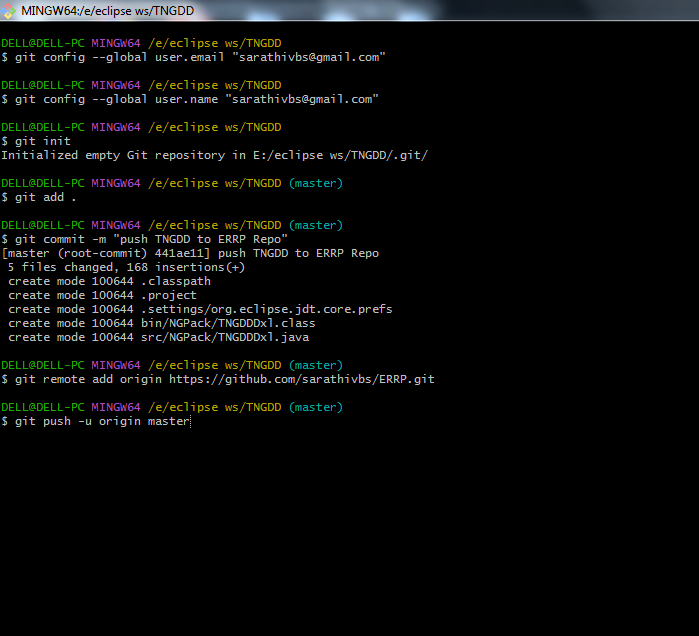 MINGW64:/e/eclipse ws/TNGDD
DELL@DELL-PC MINGW64 /e/eclipse ws/TNGDD
$ git config --global user.email "sarathivbs@gmail.com"
DELL@DELL-PC MINGW64 /e/eclipse ws/TNGDD
$ git config --global user.name "sarathivbs@gmail.com"
DELL@DELL-PC MINGW64 /e/eclipse ws/TNGDD
$ git init
Initialized empty Git repository in E:/eclipse ws/TNGDD/.git/
DELL@DELL-PC MINGW64 /e/eclipse ws/TNGDD (master)
$ git add .
DELL@DELL-PC MINGW64 /e/eclipse ws/TNGDD (master)
$ git commit -m "push TNGDD to ERRP Repo"
[master (root-commit) 441ae11] push TNGDD to ERRP Repo
5 files changed, 168 insertions(+)
create mode 100644 .classpath
create mode 100644 .project
create mode 100644 .settings/org.eclipse.jdt.core.prefs
create mode 100644 bin/NGPack/TNGDDDxl.class
create mode 100644 src/NGPack/TNGDDDxl.java
DELL@DELL-PC MINGW64 /e/eclipse ws/TNGDD (master)
$ git remote add origin https://github.com/sarathivbs/ERRP.git
DELL@DELL-PC MINGW64 /e/eclipse ws/TNGDD (master)
$ git push -u origin master